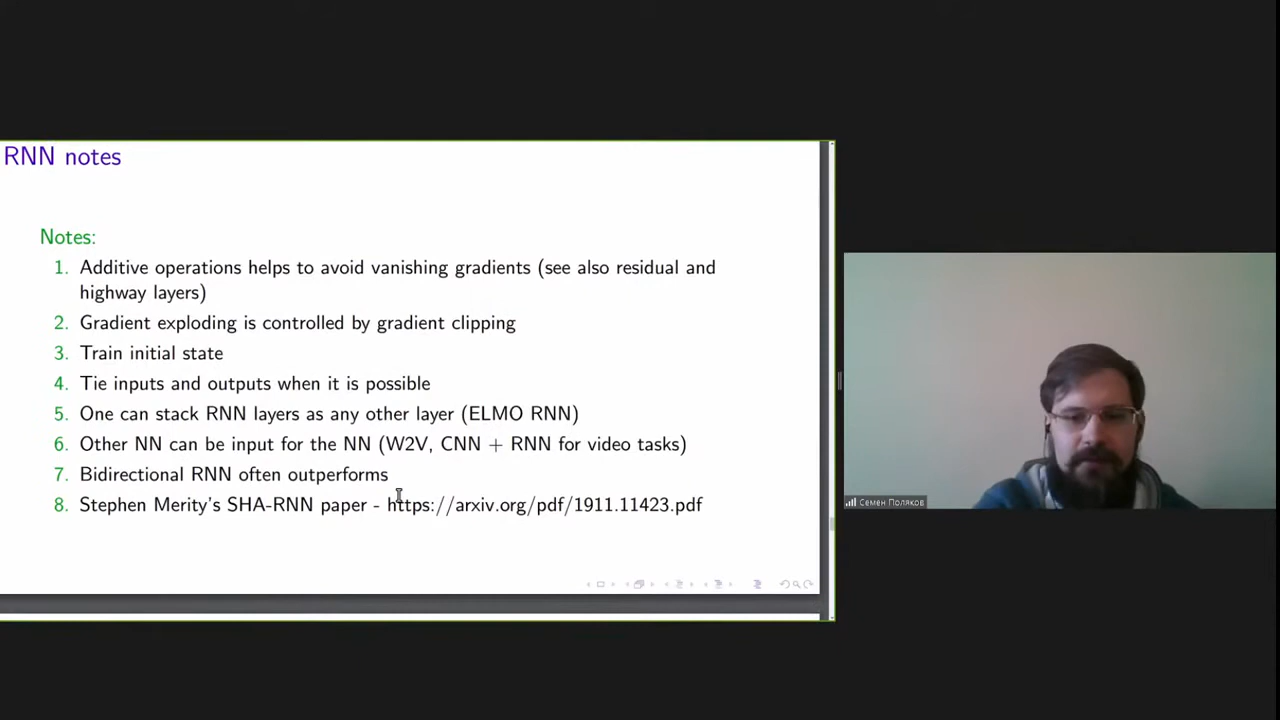 RNN notes
Notes:
1. Additive operations helps to avoid vanishing gradients (see also residual and
highway layers)
2. Gradient exploding is controlled by gradient clipping
3. Train initial state
4. Tie inputs and outputs when it is possible
5. One can stack RNN layers as any other layer (ELMO RNN)
6. Other NN can be input for the NN (W2V, CNN + RNN for video tasks)
7. Bidirectional RNN often outperforms
8. Stephen Merity's SHA-RNN paper - https://arxiv.org/pdf/1911.11423.pdf
Семен Поляков